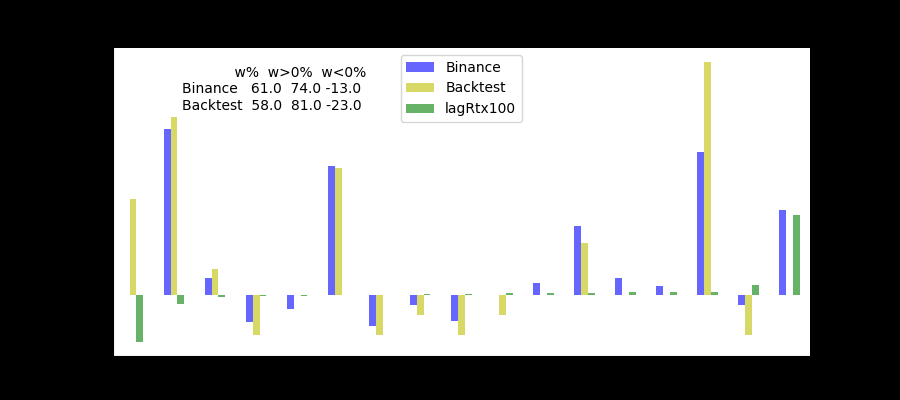 w% w>0% w<0%
Binance 61.0 74.0 -13.0
Backtest 58.0 81.0 -23.0
Binance
Backtest
lagRtx100